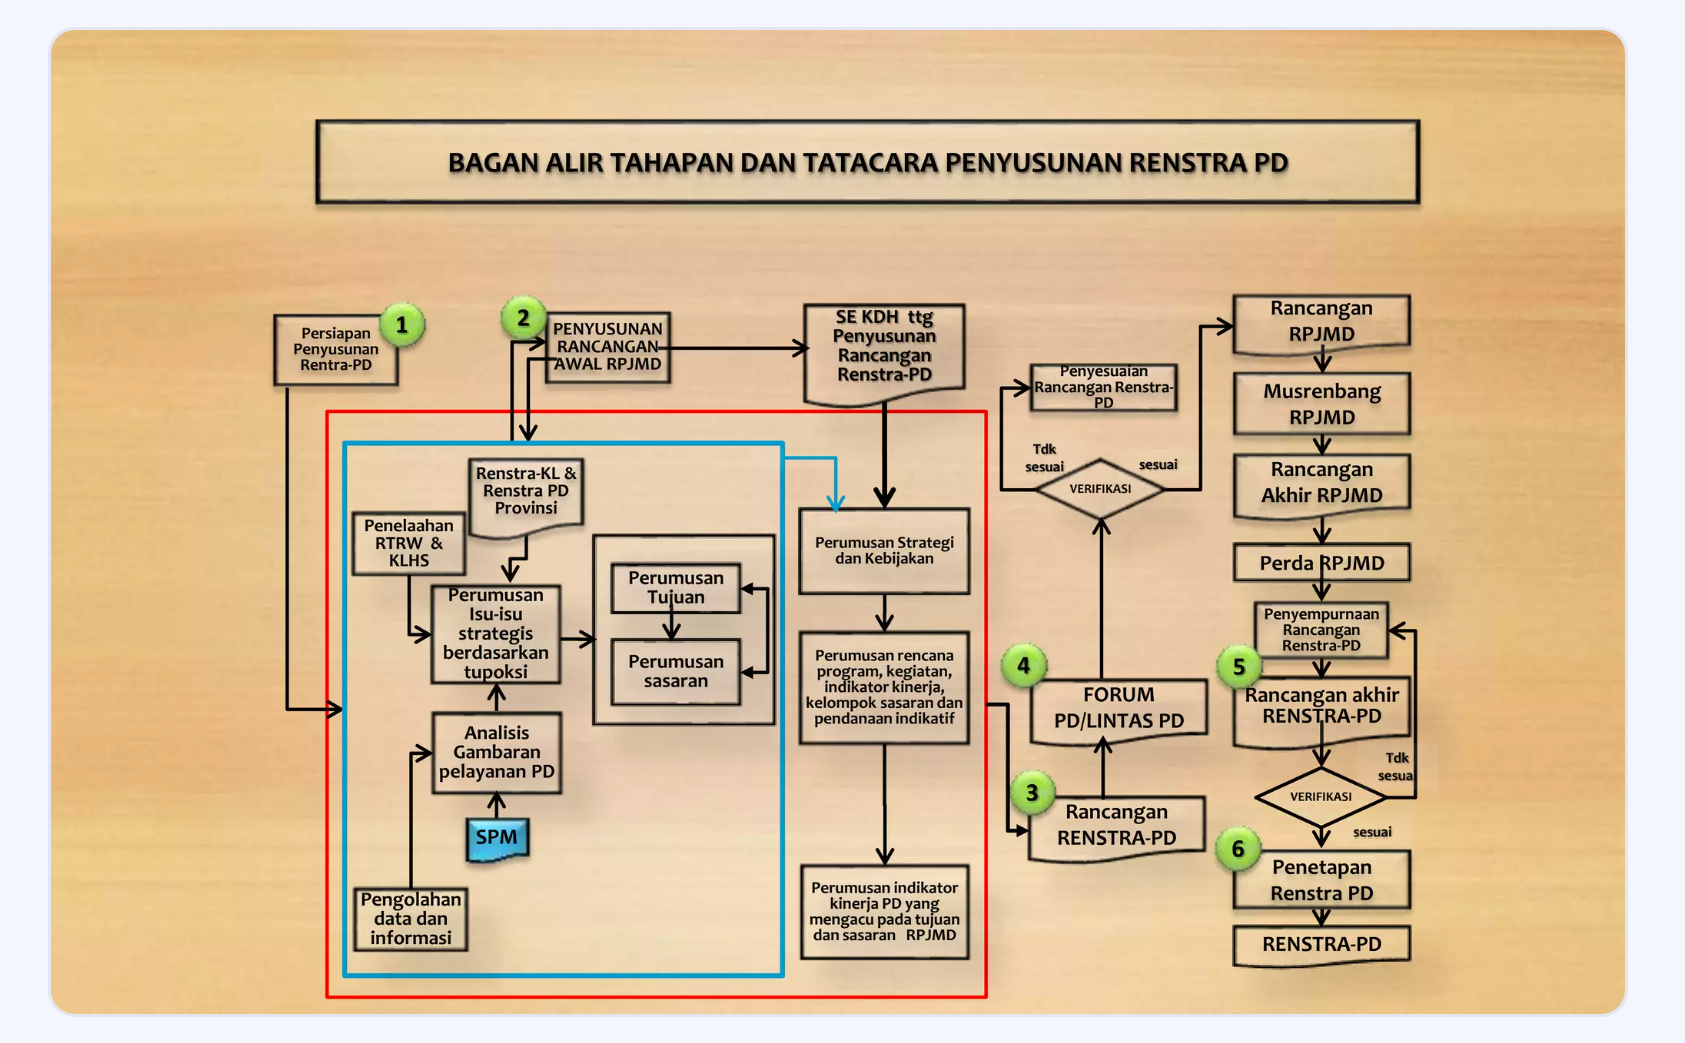 BAGAN ALIR TAHAPAN DAN TATACARA PENYUSUNAN RENSTRA PD
1
Persiapan
Penyusunan
Rentra-PD
2
PENYUSUNAN
RANCANGAN
AWAL RPJMD
SE KDH ttg
Penyusunan
Rancangan
Renstra-PD
Renstra-KL &
Renstra PD
Provinsi
Penelaahan
RTRW &
KLHS
Perumusan
Isu-isu
strategis
berdasarkan
tupoksi
Analisis
Gambaran
pelayanan PD
SPM
Pengolahan
data dan
informasi
Perumusan
Tujuan
Perumusan
sasaran
Perumusan Strategi
dan Kebijakan
Perumusan rencana
program, kegiatan,
indikator kinerja,
kelompok sasaran dan
pendanaan indikatif
Perumusan indikator
kinerja PD yang
mengacu pada tujuan
dan sasaran RPJMD
3
Rancangan
RENSTRA-PD
4
FORUM
PD/LINTAS PD
VERIFIKASI
Tdk
sesuai
sesuai
Penyesuaian
Rancangan Renstra-
PD
Rancangan
RPJMD
Musrenbang
RPJMD
Rancangan
Akhir RPJMD
Perda RPJMD
Penyempurnaan
Rancangan
Renstra-PD
5
Rancangan akhir
RENSTRA-PD
Tdk
sesua
VERIFIKASI
sesuai
6
Penetapan
Renstra PD
RENSTRA-PD